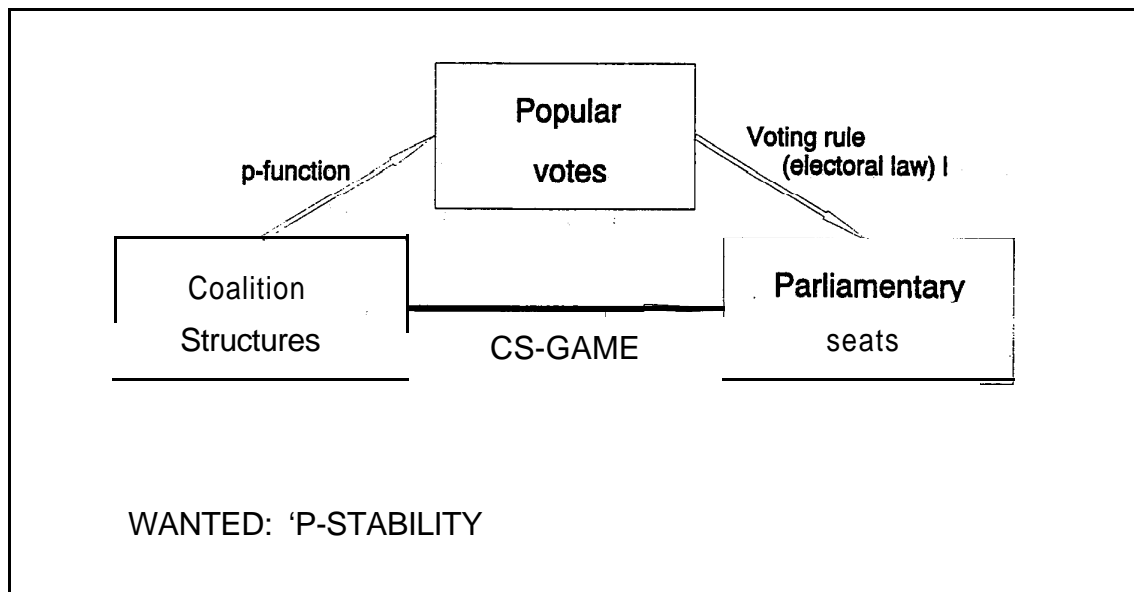 Popular
votes
p-function
Voting rule
(electoral law) l
Coalition
Structures
CS-GAME
Parliamentary
seats
WANTED: ‘P-STABILITY